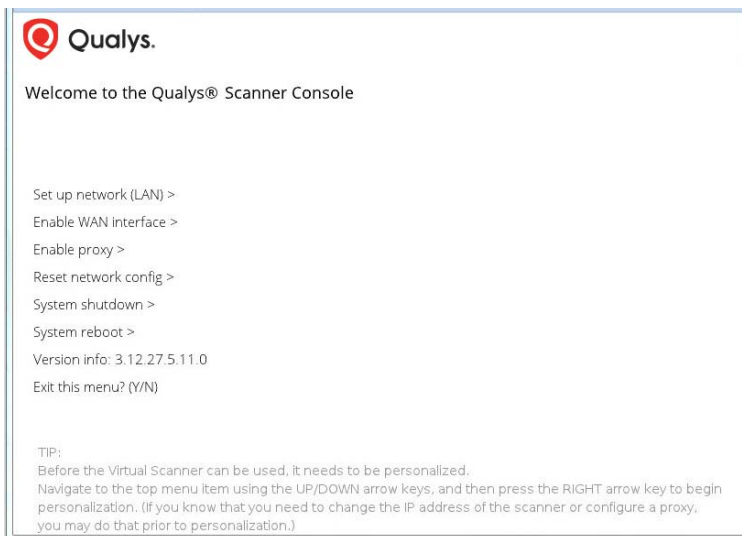 Qualys.
Welcome to the Qualys® Scanner Console
Set up network (LAN) >
Enable WAN interface >
Enable proxy >
Reset network config >
System shutdown >
System reboot >
Version info: 3.12.27.5.11.0
Exit this menu? (Y/N)
TIP:
Before the Virtual Scanner can be used, it needs to be personalized.
Navigate to the top menu item using the UP/DOWN arrow keys, and then press the RIGHT arrow key to begin
personalization. (If you know that you need to change the IP address of the scanner or configure a proxy,
you may do that prior to personalization.)